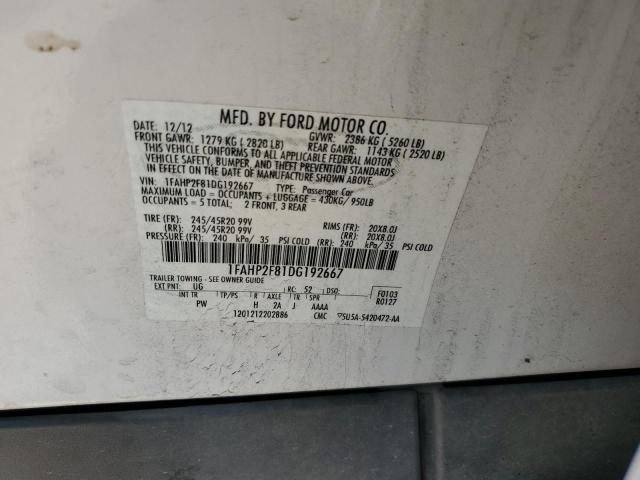 MFD. BY FORD MOTOR CO.
DATE: 12/12 GVWR: 2386 KG ( 5260 LB)
FRONT GAWR: 1279 KG ( 2820 LB) REAR GAWR: 1143 KG ( 2520 LB)
THIS VEHICLE CONFORMS TO ALL APPLICABLE FEDERAL MOTOR
VEHICLE SAFETY, BUMPER, AND THEFT PREVENTION STANDARDS
IN EFFECT ON THE DATE OF MANUFACTURE SHOWN ABOVE.
VIN: 1FAHP2F81DG192667 TYPE: Passenger Car
MAXIMUM LOAD = OCCUPANTS + LUGGAGE = 430KG/ 950LB
OCCUPANTS = 5 TOTAL; 2 FRONT, 3 REAR
TIRE (FR): 245/45R20 99V RIMS (FR): 20X8.0J
(RR): 245/45R20 99V (RR): 20X8.0J
PRESSURE (FR): 240 kPa/ 35 PSI COLD (RR): 240 kPa/ 35 PSI COLD
1FAHP2F81DG192667
TRAILER TOWING - SEE OWNER GUIDE
EXT PNT: UG RC: 52 DSO: F0103
INT TR TP/PS R AXLE TR SPR R0127
PW H 2A J AAAA
1201212202886 CMC ▽5U5A-5420472-AA